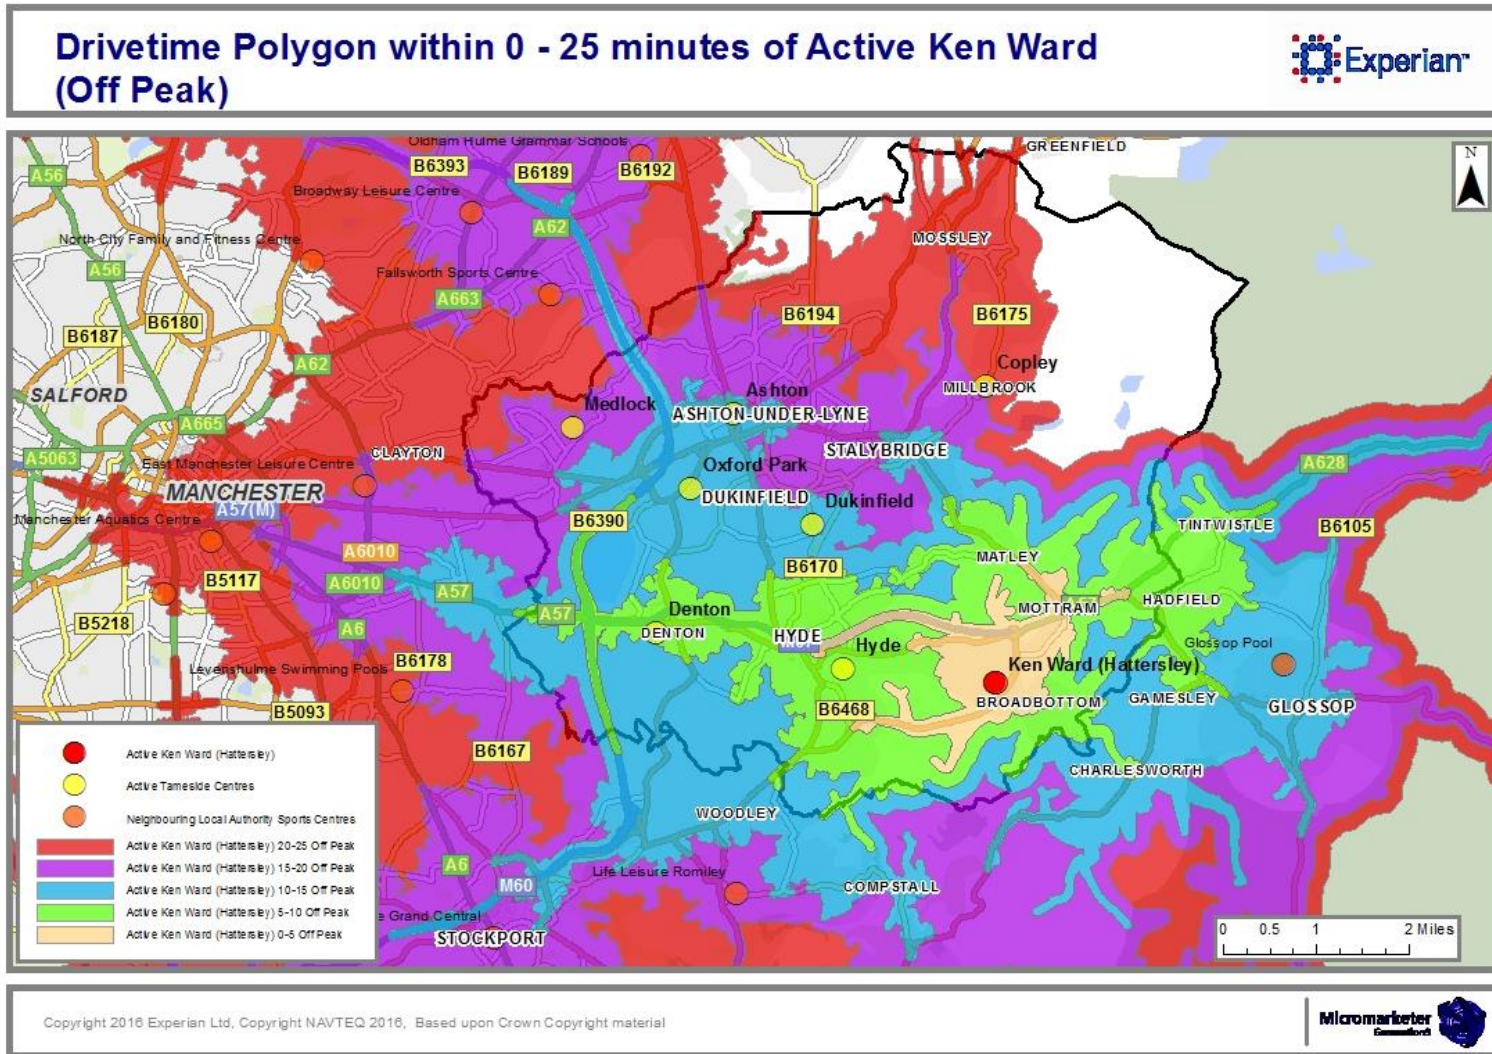 Drivetime Polygon within 0 - 25 minutes of Active Ken Ward
(Off Peak)
Experian™
N
GREENFIELD
Oldham Hulme Grammar Schools
B6393
B6189
B6192
A56
Broadway Leisure Centre
A62
North City Family and Fitness Centre
MOSSLEY
A56
Failsworth Sports Centre
A663
B6180
B6187
B6194
B6175
A62
Copley
MILLBROOK
SALFORD
Medlock
Ashton
ASHTON-UNDER-LYNE
A665
CLAYTON
STALYBRIDGE
A5063
East Manchester Leisure Centre
Oxford Park
A628
MANCHESTER
DUKINFIELD
Dukinfield
A57(M)
Manchester Aquatics Centre
B6390
TINTWISTLE
B6105
A6010
MATLEY
B5117
A6010
A57
B6170
A57
Denton
MOTTRAM
A57
HADFIELD
B5218
A6
DENTON
HYDE
Hyde
Glossop Pool
Levenshulme Swimming Pools
B6178
Ken Ward (Hattersley)
BROADBOTTOM
GAMESLEY
GLOSSOP
B5093
B6468
B6167
CHARLESWORTH
WOODLEY
A6
M60
Life Leisure Romiley
COMPSTALL
e Grand Central
STOCKPORT
Active Ken Ward (Hattersley)
Active Tameside Centres
Neighbouring Local Authority Sports Centres
Active Ken Ward (Hattersley) 20-25 Off Peak
Active Ken Ward (Hattersley) 15-20 Off Peak
Active Ken Ward (Hattersley) 10-15 Off Peak
Active Ken Ward (Hattersley) 5-10 Off Peak
Active Ken Ward (Hattersley) 0-5 Off Peak
0 0.5 1 2 Miles
Copyright 2016 Experian Ltd, Copyright NAVTEQ 2016, Based upon Crown Copyright material
Micromarketer
Generation3